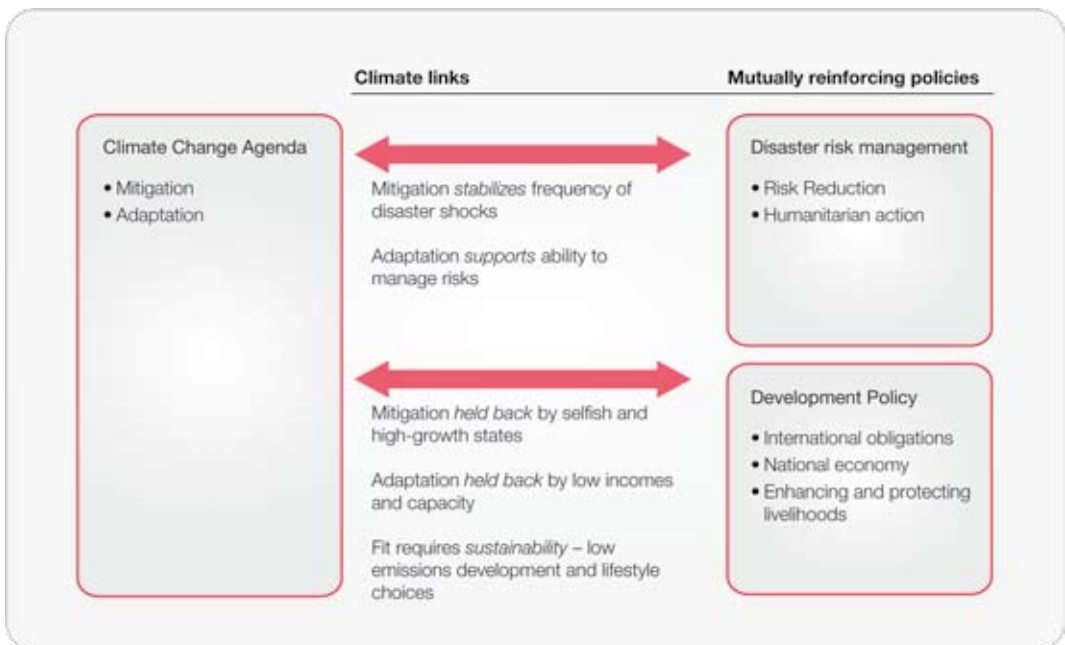 Climate links
Mutually reinforcing policies
Climate Change Agenda
• Mitigation
• Adaptation
Mitigation stabilizes frequency of
disaster shocks
Adaptation supports ability to
manage risks
Disaster risk management
• Risk Reduction
• Humanitarian action
Mitigation held back by selfish and
high-growth states
Adaptation held back by low incomes
and capacity
Fit requires sustainability – low
emissions development and lifestyle
choices
Development Policy
• International obligations
• National economy
• Enhancing and protecting
livelihoods